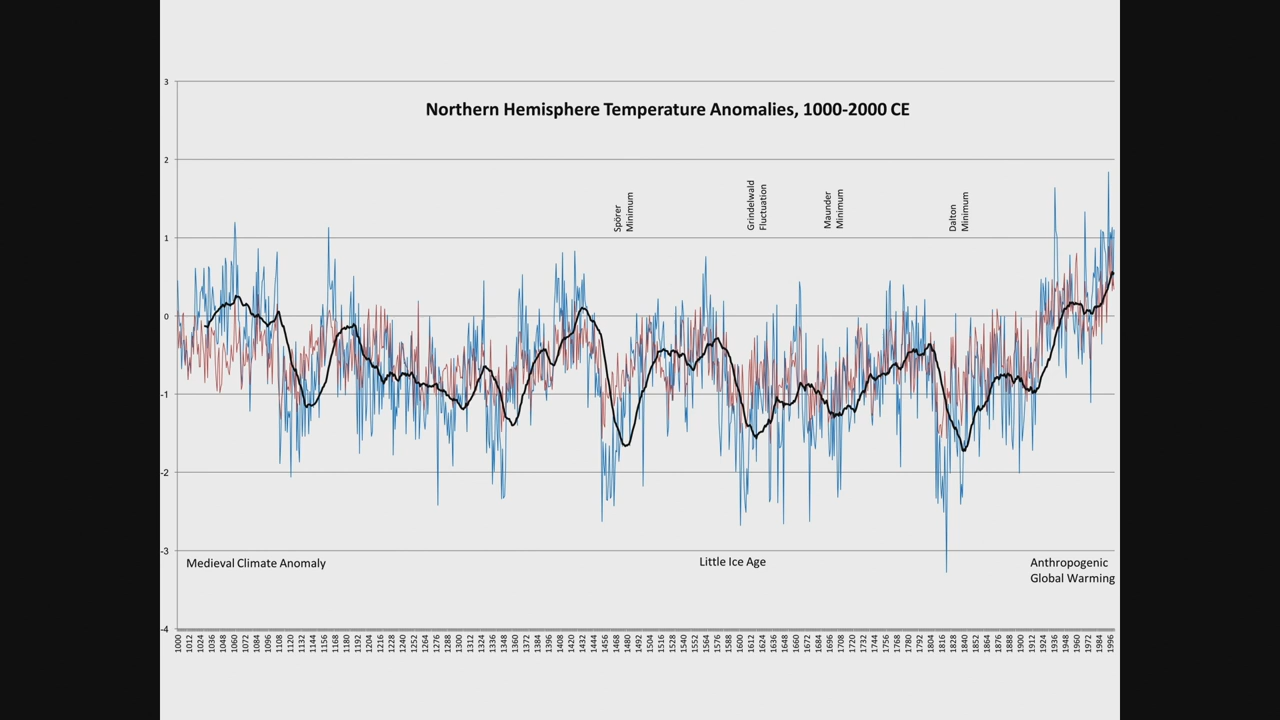 Northern Hemisphere Temperature Anomalies, 1000-2000 CE
3
2
1
0
-1
-2
-3
-4
Spörer
Minimum
Grindelwald
Fluctuation
Maunder
Minimum
Dalton
Minimum
Medieval Climate Anomaly
Little Ice Age
Anthropogenic
Global Warming
1000 1012 1024 1036 1048 1060 1072 1084 1096 1108 1120 1132 1144 1156 1168 1180 1192 1204 1216 1228 1240 1252 1264 1276 1288 1300 1312 1324 1336 1348 1360 1372 1384 1396 1408 1420 1432 1444 1456 1468 1480 1492 1504 1516 1528 1540 1552 1564 1576 1588 1600 1612 1624 1636 1648 1660 1672 1684 1696 1708 1720 1732 1744 1756 1768 1780 1792 1804 1816 1828 1840 1852 1864 1876 1888 1900 1912 1924 1936 1948 1960 1972 1984 1996